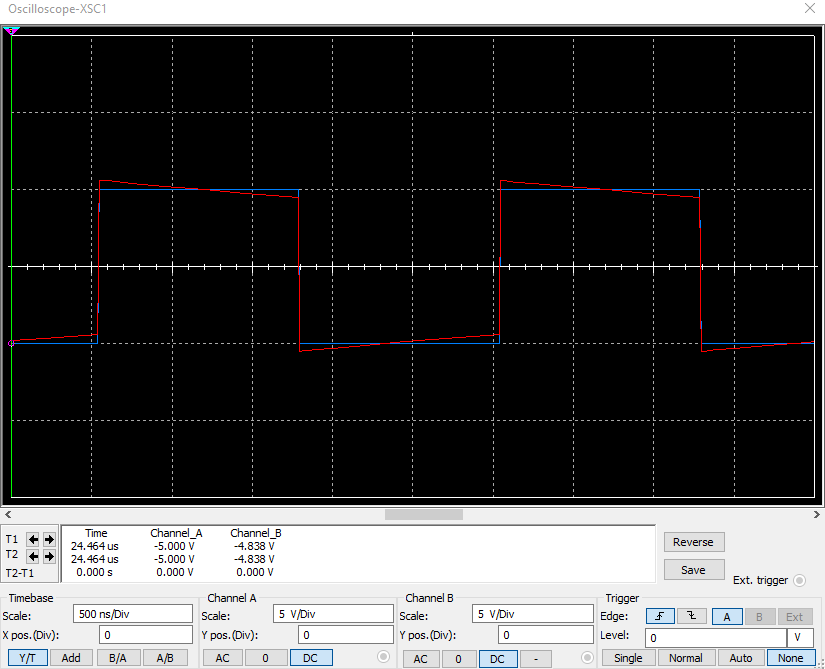 Oscilloscope-XSC1
Time Channel_A Channel_B
T1 24.464 us -5.000 V -4.838 V
T2 24.464 us -5.000 V -4.838 V
T2-T1 0.000 s 0.000 V 0.000 V
Reverse
Save
Ext. trigger
Timebase
Scale: 500 ns/Div
X pos.(Div): 0
Y/T Add B/A A/B
Channel A
Scale: 5 V/Div
Y pos.(Div): 0
AC 0 DC
Channel B
Scale: 5 V/Div
Y pos.(Div): 0
AC 0 DC -
Trigger
Edge: A B Ext
Level: 0 V
Single Normal Auto None